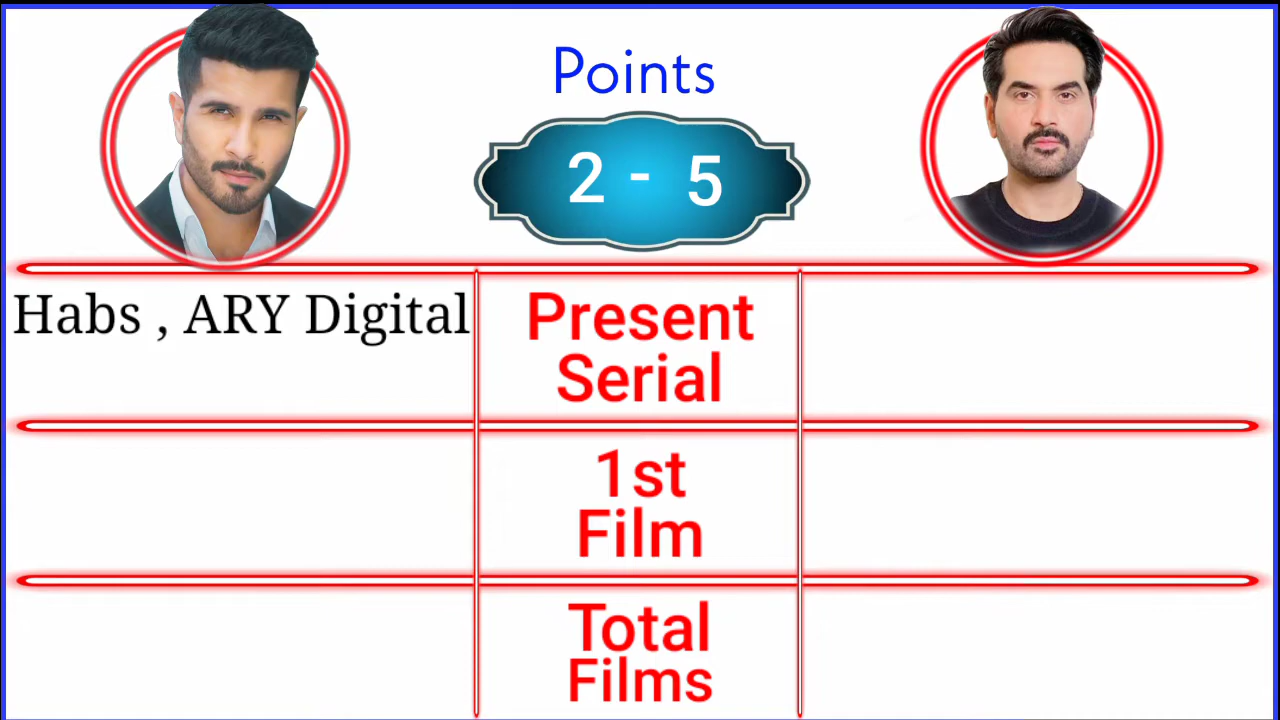 Points
2 - 5
Habs , ARY Digital
Present
Serial
1st
Film
Total
Films